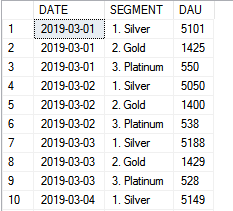 DATE SEGMENT DAU
1 2019-03-01 1. Silver 5101
2 2019-03-01 2. Gold 1425
3 2019-03-01 3. Platinum 550
4 2019-03-02 1. Silver 5050
5 2019-03-02 2. Gold 1400
6 2019-03-02 3. Platinum 538
7 2019-03-03 1. Silver 5188
8 2019-03-03 2. Gold 1429
9 2019-03-03 3. Platinum 528
10 2019-03-04 1. Silver 5149